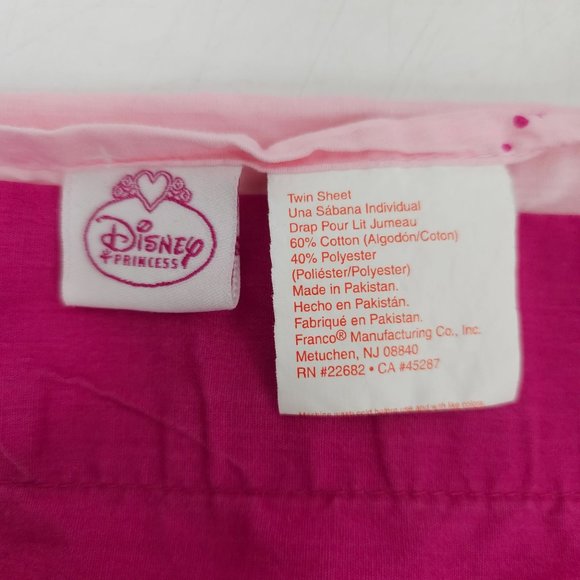 Disney
PRINCESS
Twin Sheet
Una Sábana Individual
Drap Pour Lit Jumeau
60% Cotton (Algodón/Coton)
40% Polyester
(Poliéster/Polyester)
Made in Pakistan.
Hecho en Pakistán.
Fabriqué en Pakistan.
Franco® Manufacturing Co., Inc.
Metuchen, NJ 08840
RN #22682 • CA #45287